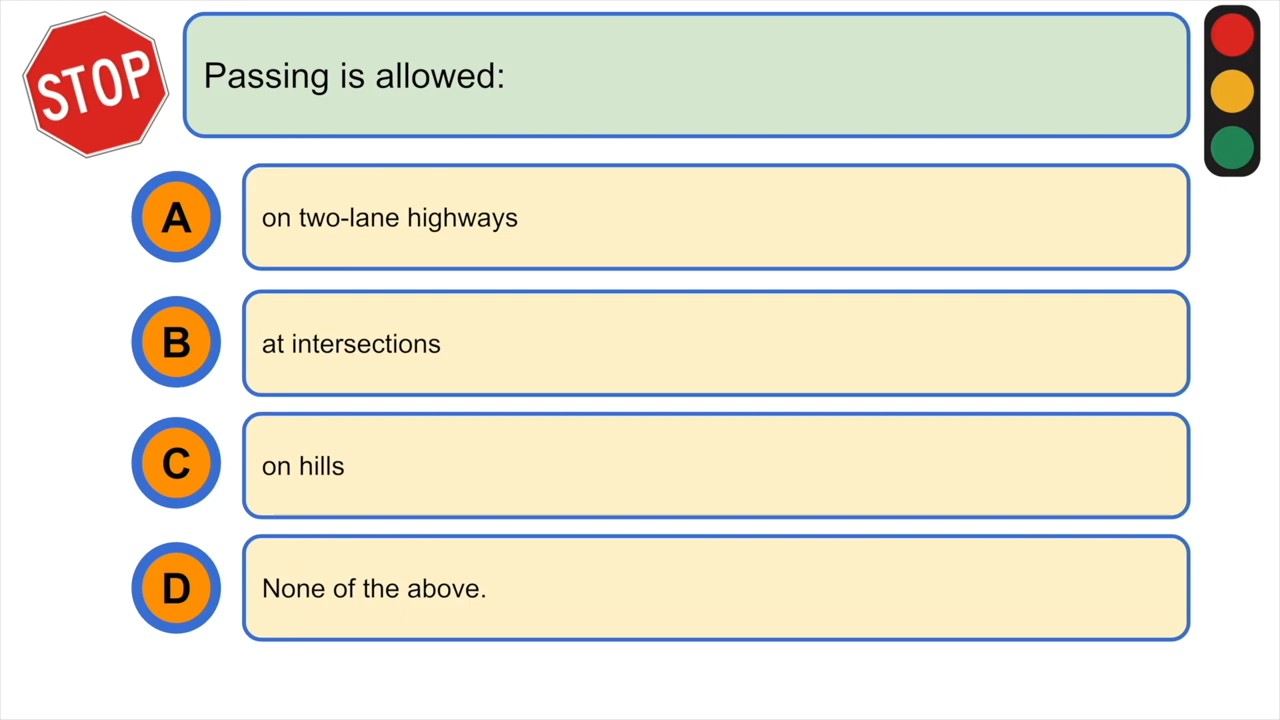 STOP
Passing is allowed:
A
on two-lane highways
B
at intersections
C
on hills
D
None of the above.